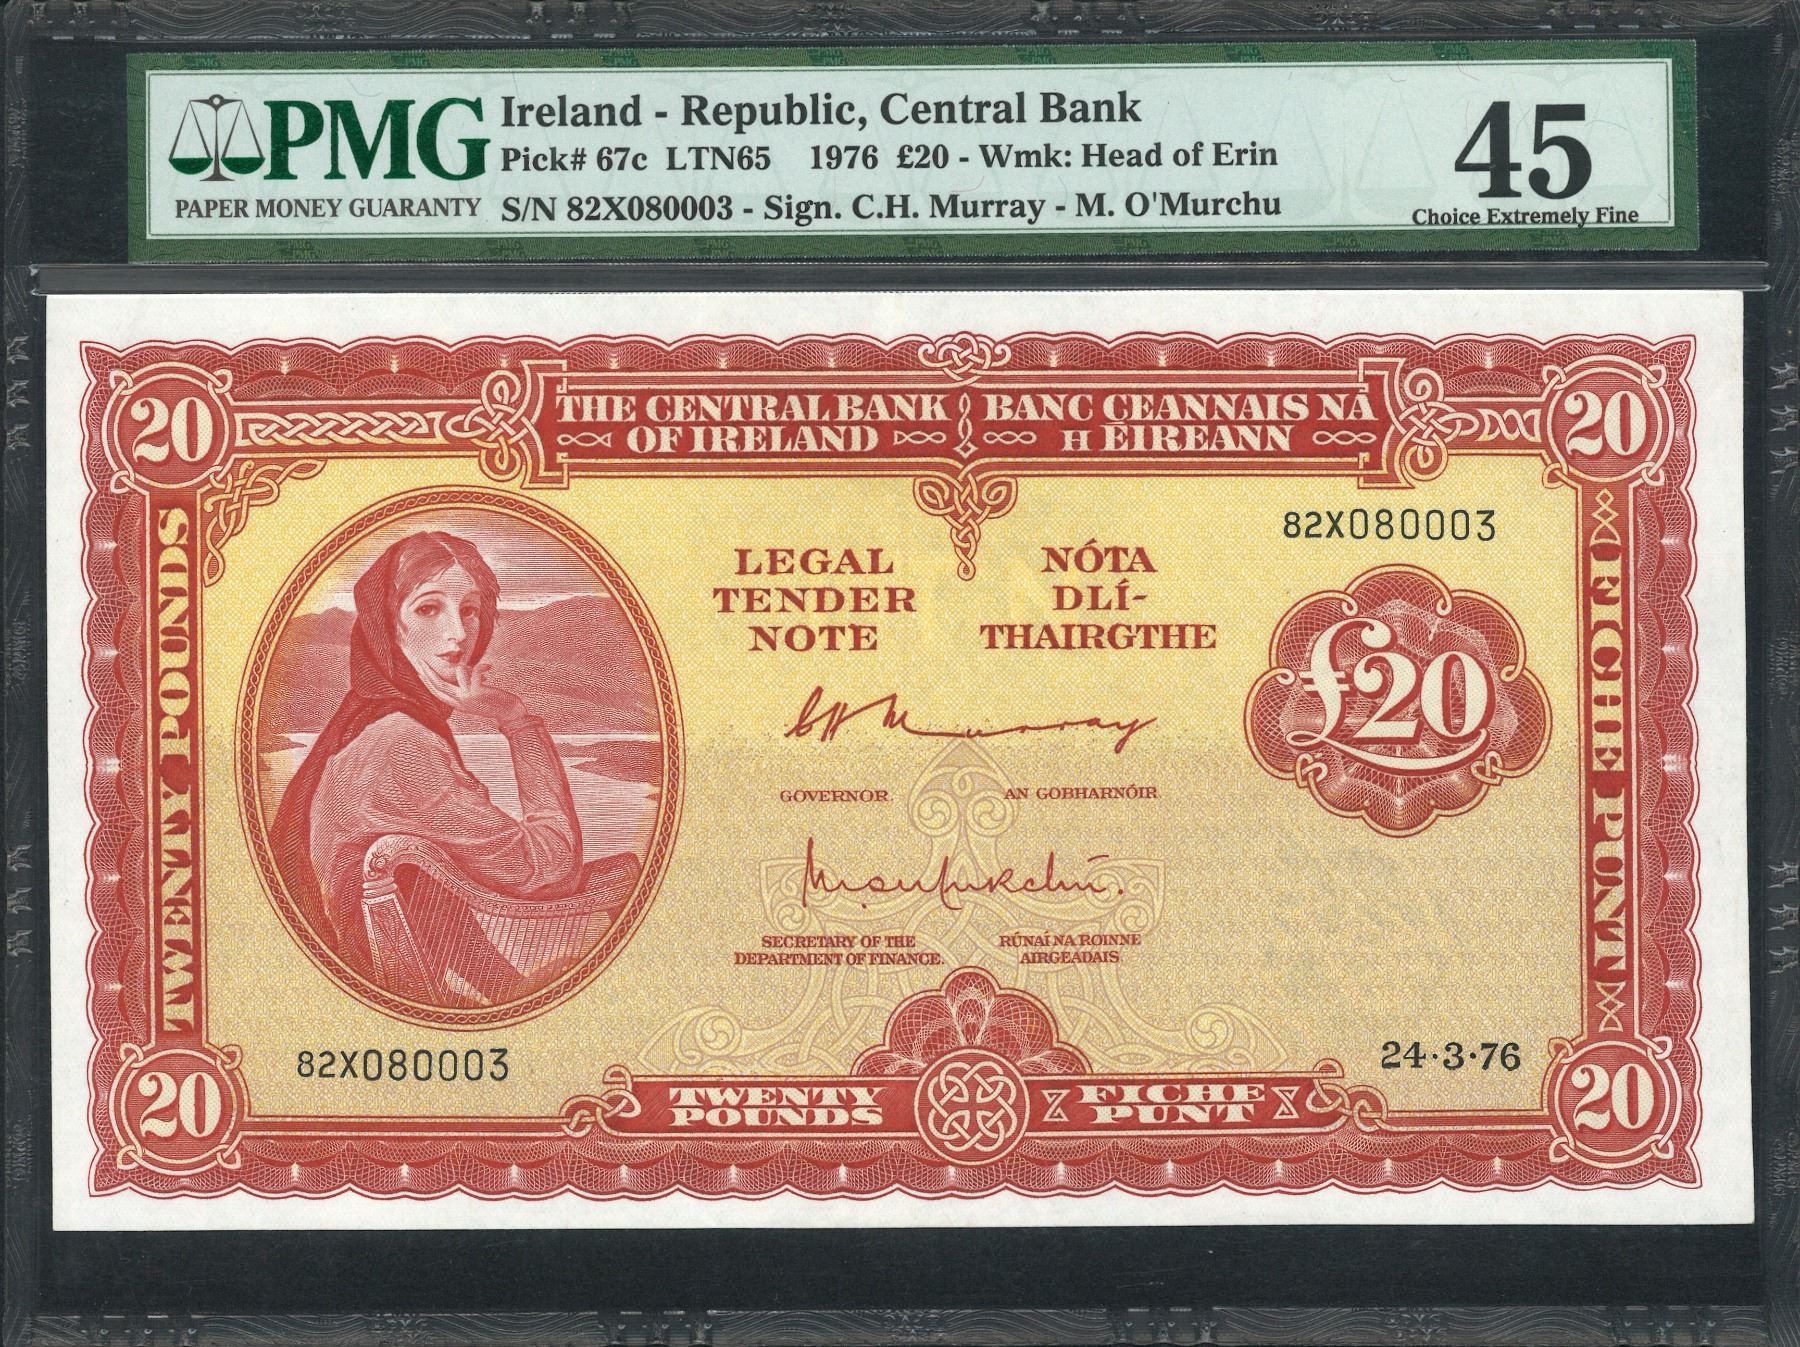 PMG
PAPER MONEY GUARANTY
Ireland - Republic, Central Bank
Pick# 67c LTN65 1976 £20 - Wmk: Head of Erin
S/N 82X080003 - Sign. C.H. Murray - M. O'Murchu
45
Choice Extremely Fine
20
THE CENTRAL BANK
OF IRELAND
BANC CEANNAIS NA
H ÉIREANN
20
TWENTY POUNDS
LEGAL
TENDER
NOTE
NÓTA
DLÍ-
THAIRGTHE
82X080003
£20
FICHE PUNT
C H Murray
GOVERNOR.
AN GOBHARNÓIR.
SECRETARY OF THE
DEPARTMENT OF FINANCE.
RÚNAÍ NA ROINNE
AIRGEADAIS.
82X080003
24·3·76
20
TWENTY
POUNDS
FICHE
PUNT
20